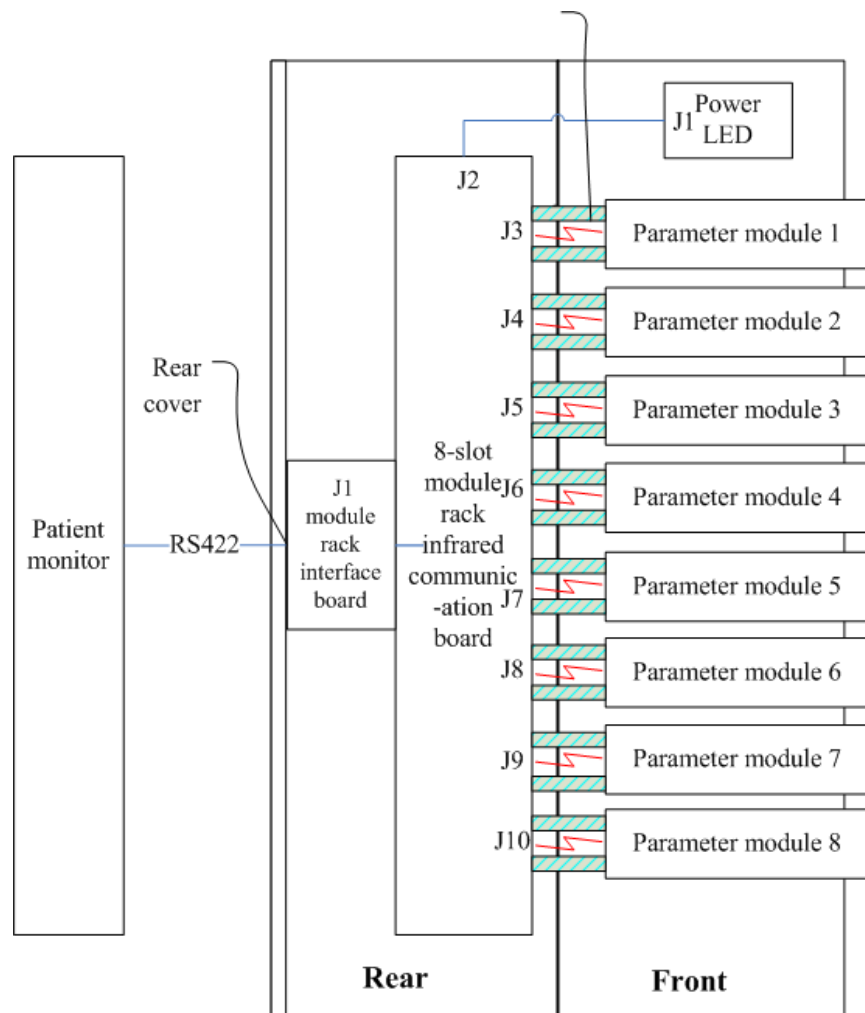 J1 Power
LED
J2
J3
Parameter module 1
J4
Parameter module 2
Rear
cover
J5
Parameter module 3
J6
Parameter module 4
8-slot
module
rack
infrared
communic
-ation
board
J1
module
rack
interface
board
Patient
monitor
RS422
J7
Parameter module 5
J8
Parameter module 6
J9
Parameter module 7
J10
Parameter module 8
Rear
Front